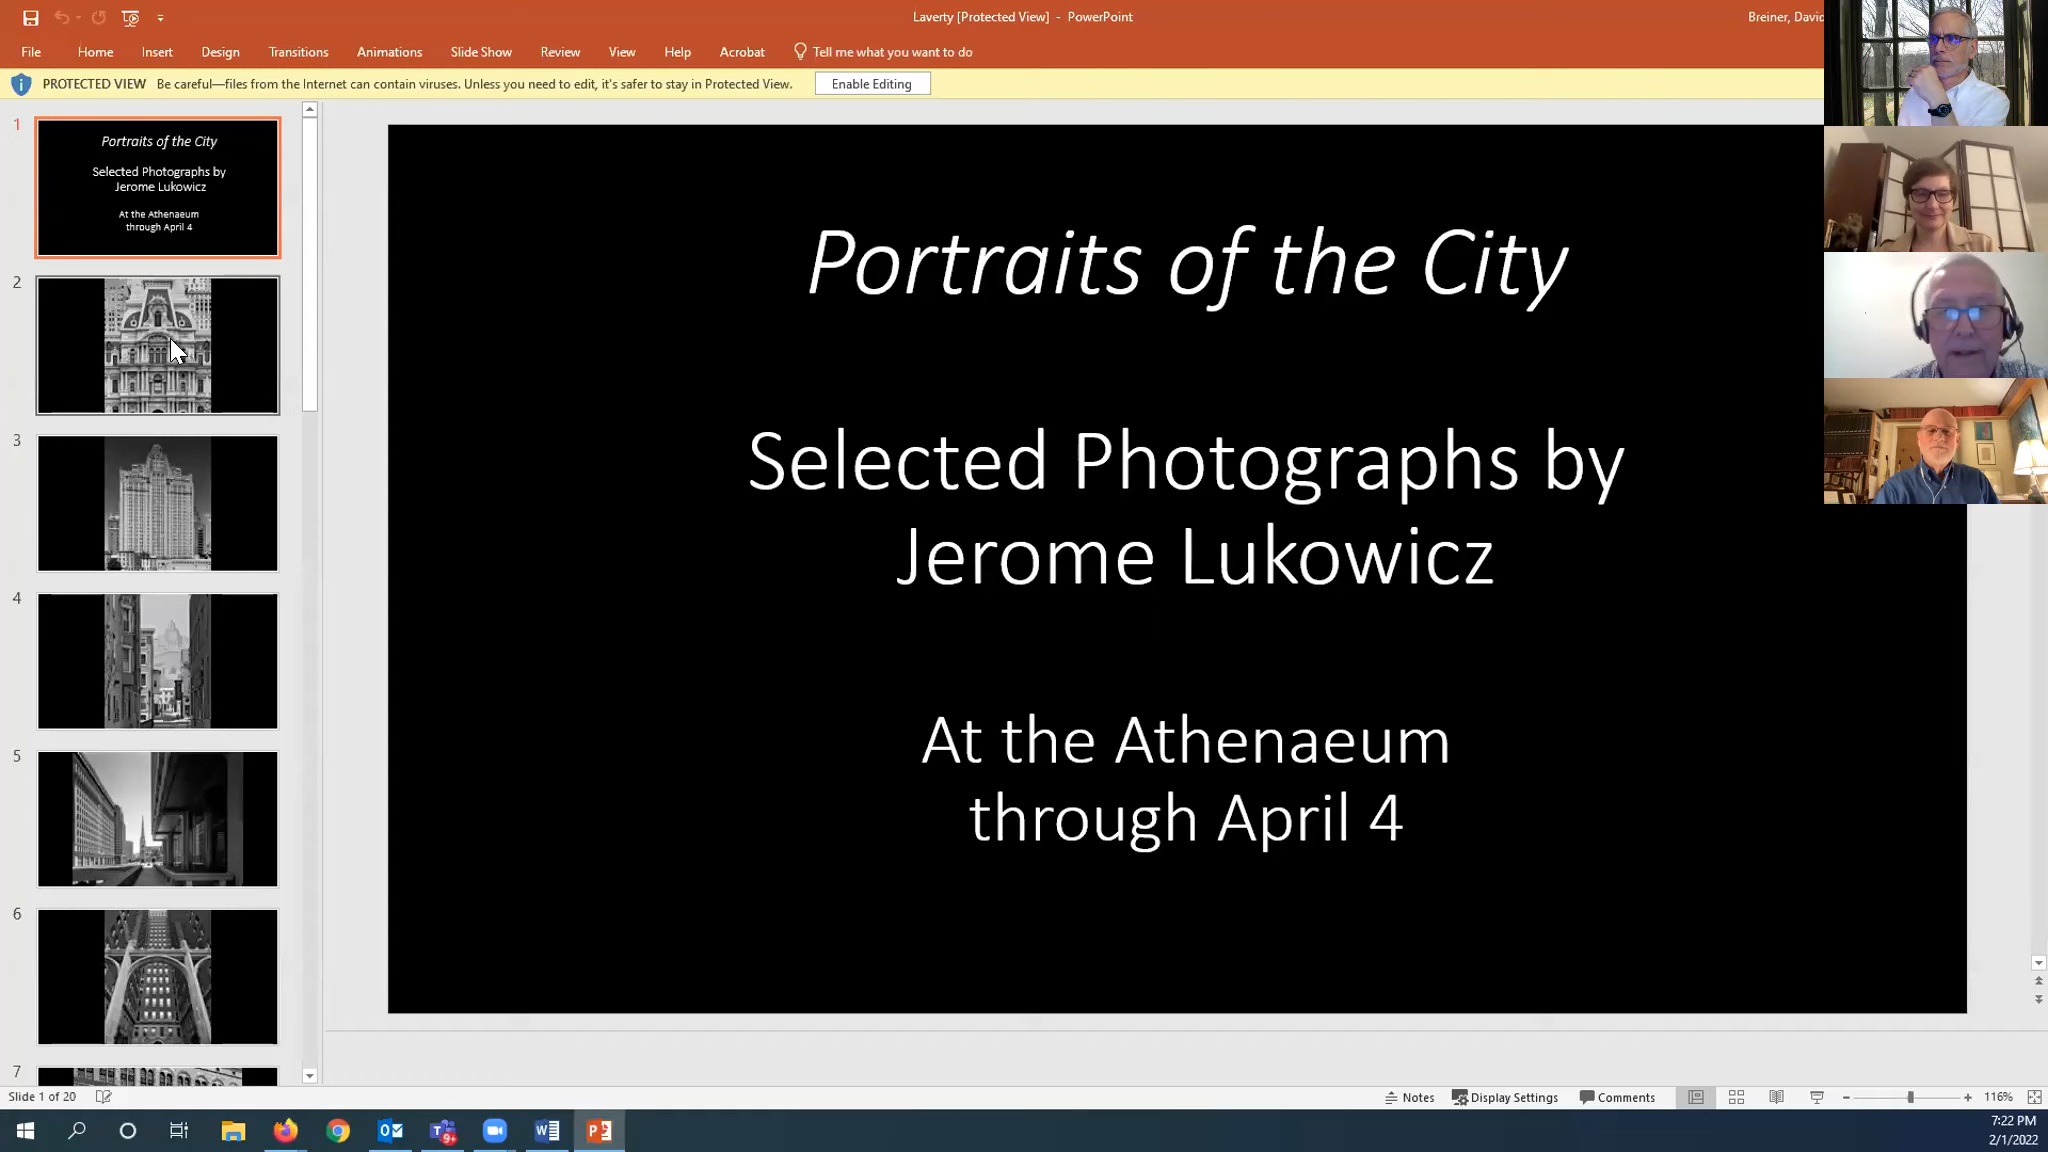 Laverty [Protected View] - PowerPoint
Breiner, David
File Home Insert Design Transitions Animations Slide Show Review View Help Acrobat Tell me what you want to do
PROTECTED VIEW Be careful—files from the Internet can contain viruses. Unless you need to edit, it's safer to stay in Protected View. Enable Editing
1
Portraits of the City
Selected Photographs by
Jerome Lukowicz
At the Athenaeum
through April 4
2
3
4
5
6
7
Portraits of the City
Selected Photographs by
Jerome Lukowicz
At the Athenaeum
through April 4
Slide 1 of 20
Notes Display Settings Comments 116%
9+
7:22 PM
2/1/2022